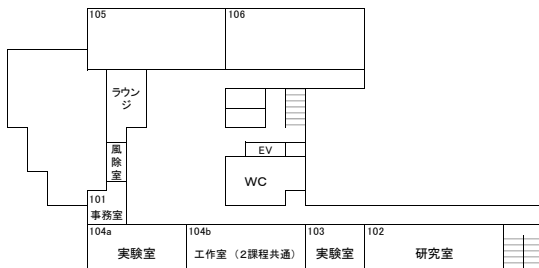 105
106
ラウン
ジ
風
除
室
EV
WC
101
事務室
104a
実験室
104b
工作室（２課程共通）
103
実験室
102
研究室